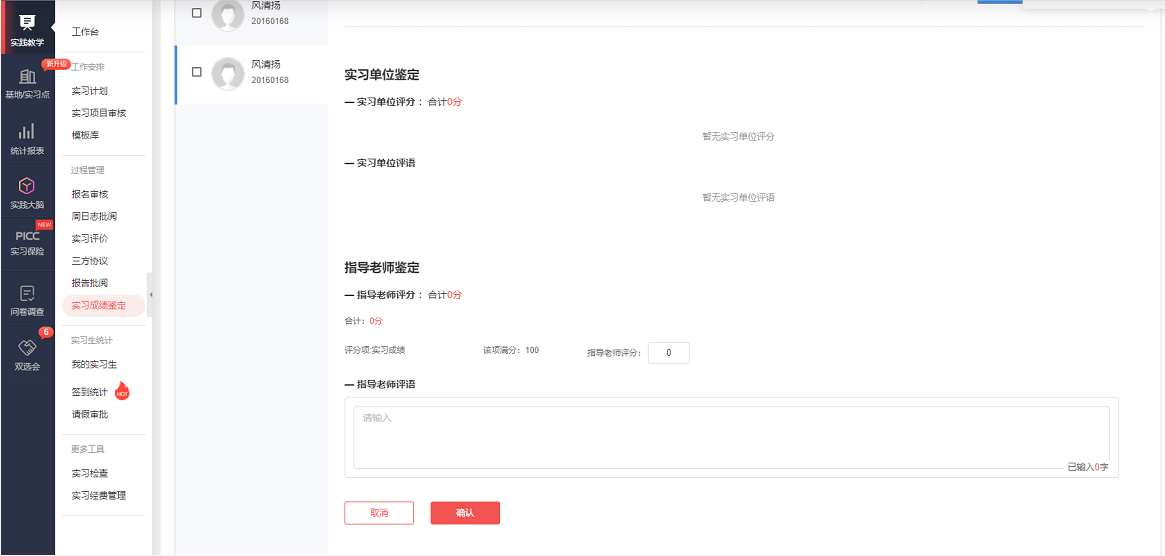 实践教学
新升级
基地/实习点
统计报表
实践大脑
NEW
PICC
实习保险
问卷调查
6
双选会
工作台
工作安排
实习计划
实习项目审核
模板库
过程管理
报名审核
周日志批阅
实习评价
三方协议
报告批阅
实习成绩鉴定
实习生统计
我的实习生
签到统计 HOT
请假审批
更多工具
实习检查
实习经费管理
风清扬
20160168
风清扬
20160168
实习单位鉴定
— 实习单位评分 ：合计0分
暂无实习单位评分
— 实习单位评语
暂无实习单位评语
指导老师鉴定
— 指导老师评分 ：合计0分
合计：0分
评分项:实习成绩 该项满分：100 指导老师评分： 0
— 指导老师评语
请输入
已输入0字
取消 确认